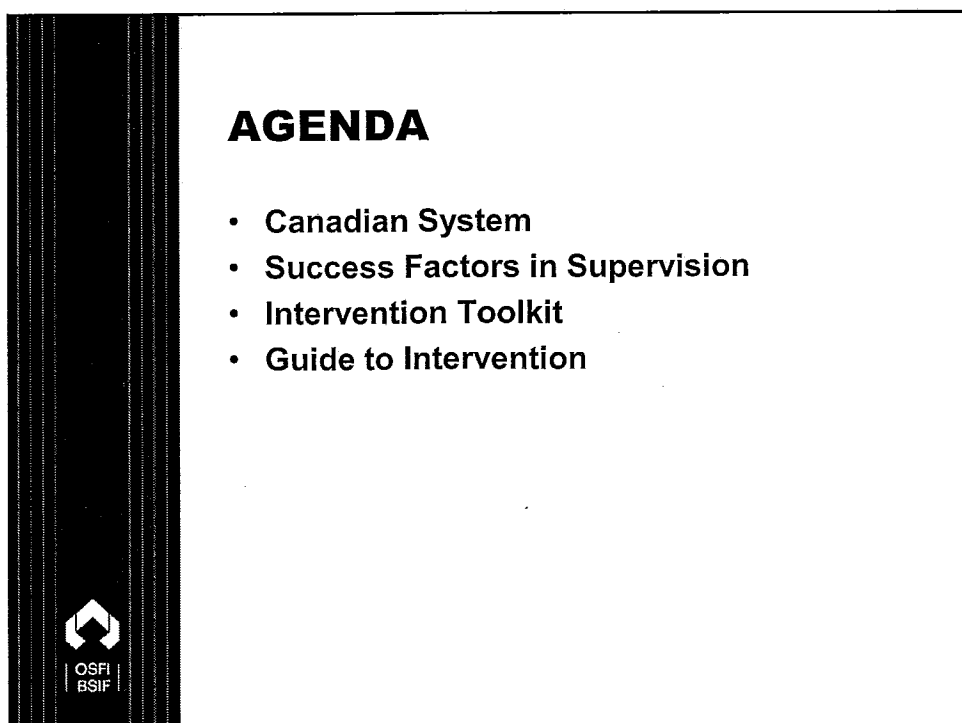 AGENDA
• Canadian System
• Success Factors in Supervision
• Intervention Toolkit
• Guide to Intervention
OSFI
BSIF